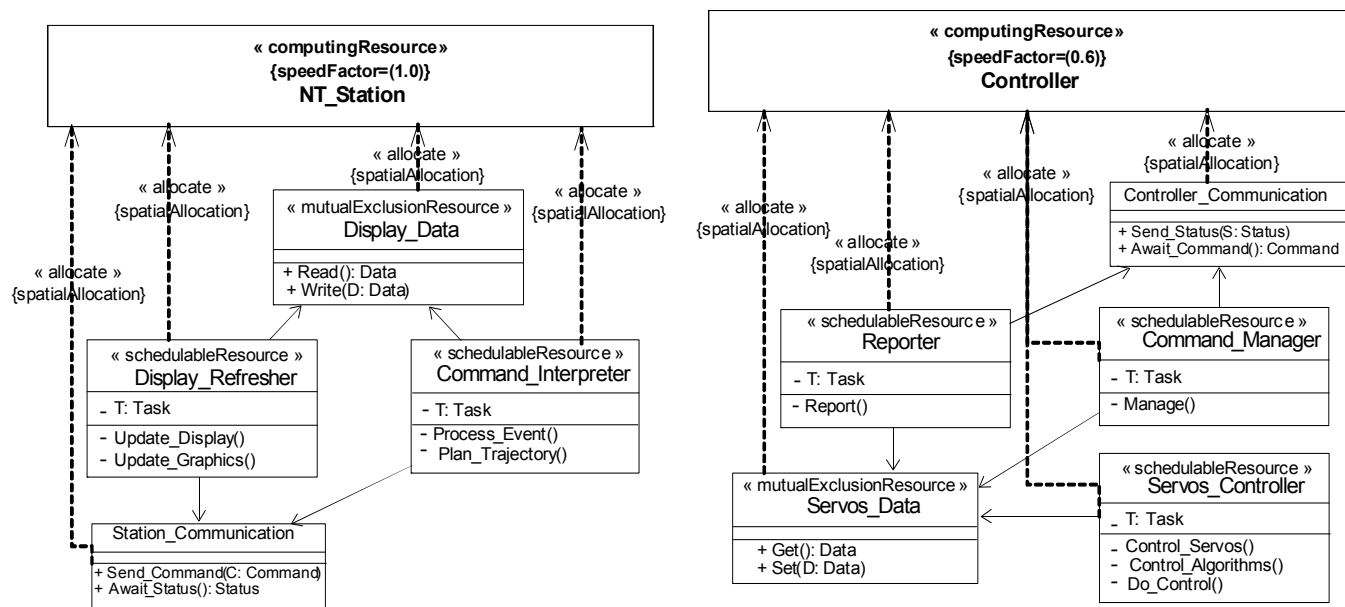 « computingResource»
{speedFactor=(1.0)}
NT_Station
« allocate »
{spatialAllocation}
« allocate »
{spatialAllocation}
« allocate »
{spatialAllocation}
« allocate »
{spatialAllocation}
« mutualExclusionResource »
Display_Data
+ Read(): Data
+ Write(D: Data)
« schedulableResource »
Display_Refresher
- T: Task
- Update_Display()
- Update_Graphics()
« schedulableResource »
Command_Interpreter
- T: Task
- Process_Event()
- Plan_Trajectory()
Station_Communication
+ Send_Command(C: Command)
+ Await_Status(): Status
« computingResource»
{speedFactor=(0.6)}
Controller
« allocate »
{spatialAllocation}
« allocate »
{spatialAllocation}
« allocate »
{spatialAllocation}
« allocate »
{spatialAllocation}
Controller_Communication
+ Send_Status(S: Status)
+ Await_Command(): Command
« schedulableResource »
Reporter
- T: Task
- Report()
« schedulableResource »
Command_Manager
- T: Task
- Manage()
« mutualExclusionResource »
Servos_Data
+ Get(): Data
+ Set(D: Data)
« schedulableResource »
Servos_Controller
- T: Task
- Control_Servos()
- Control_Algorithms()
- Do_Control()